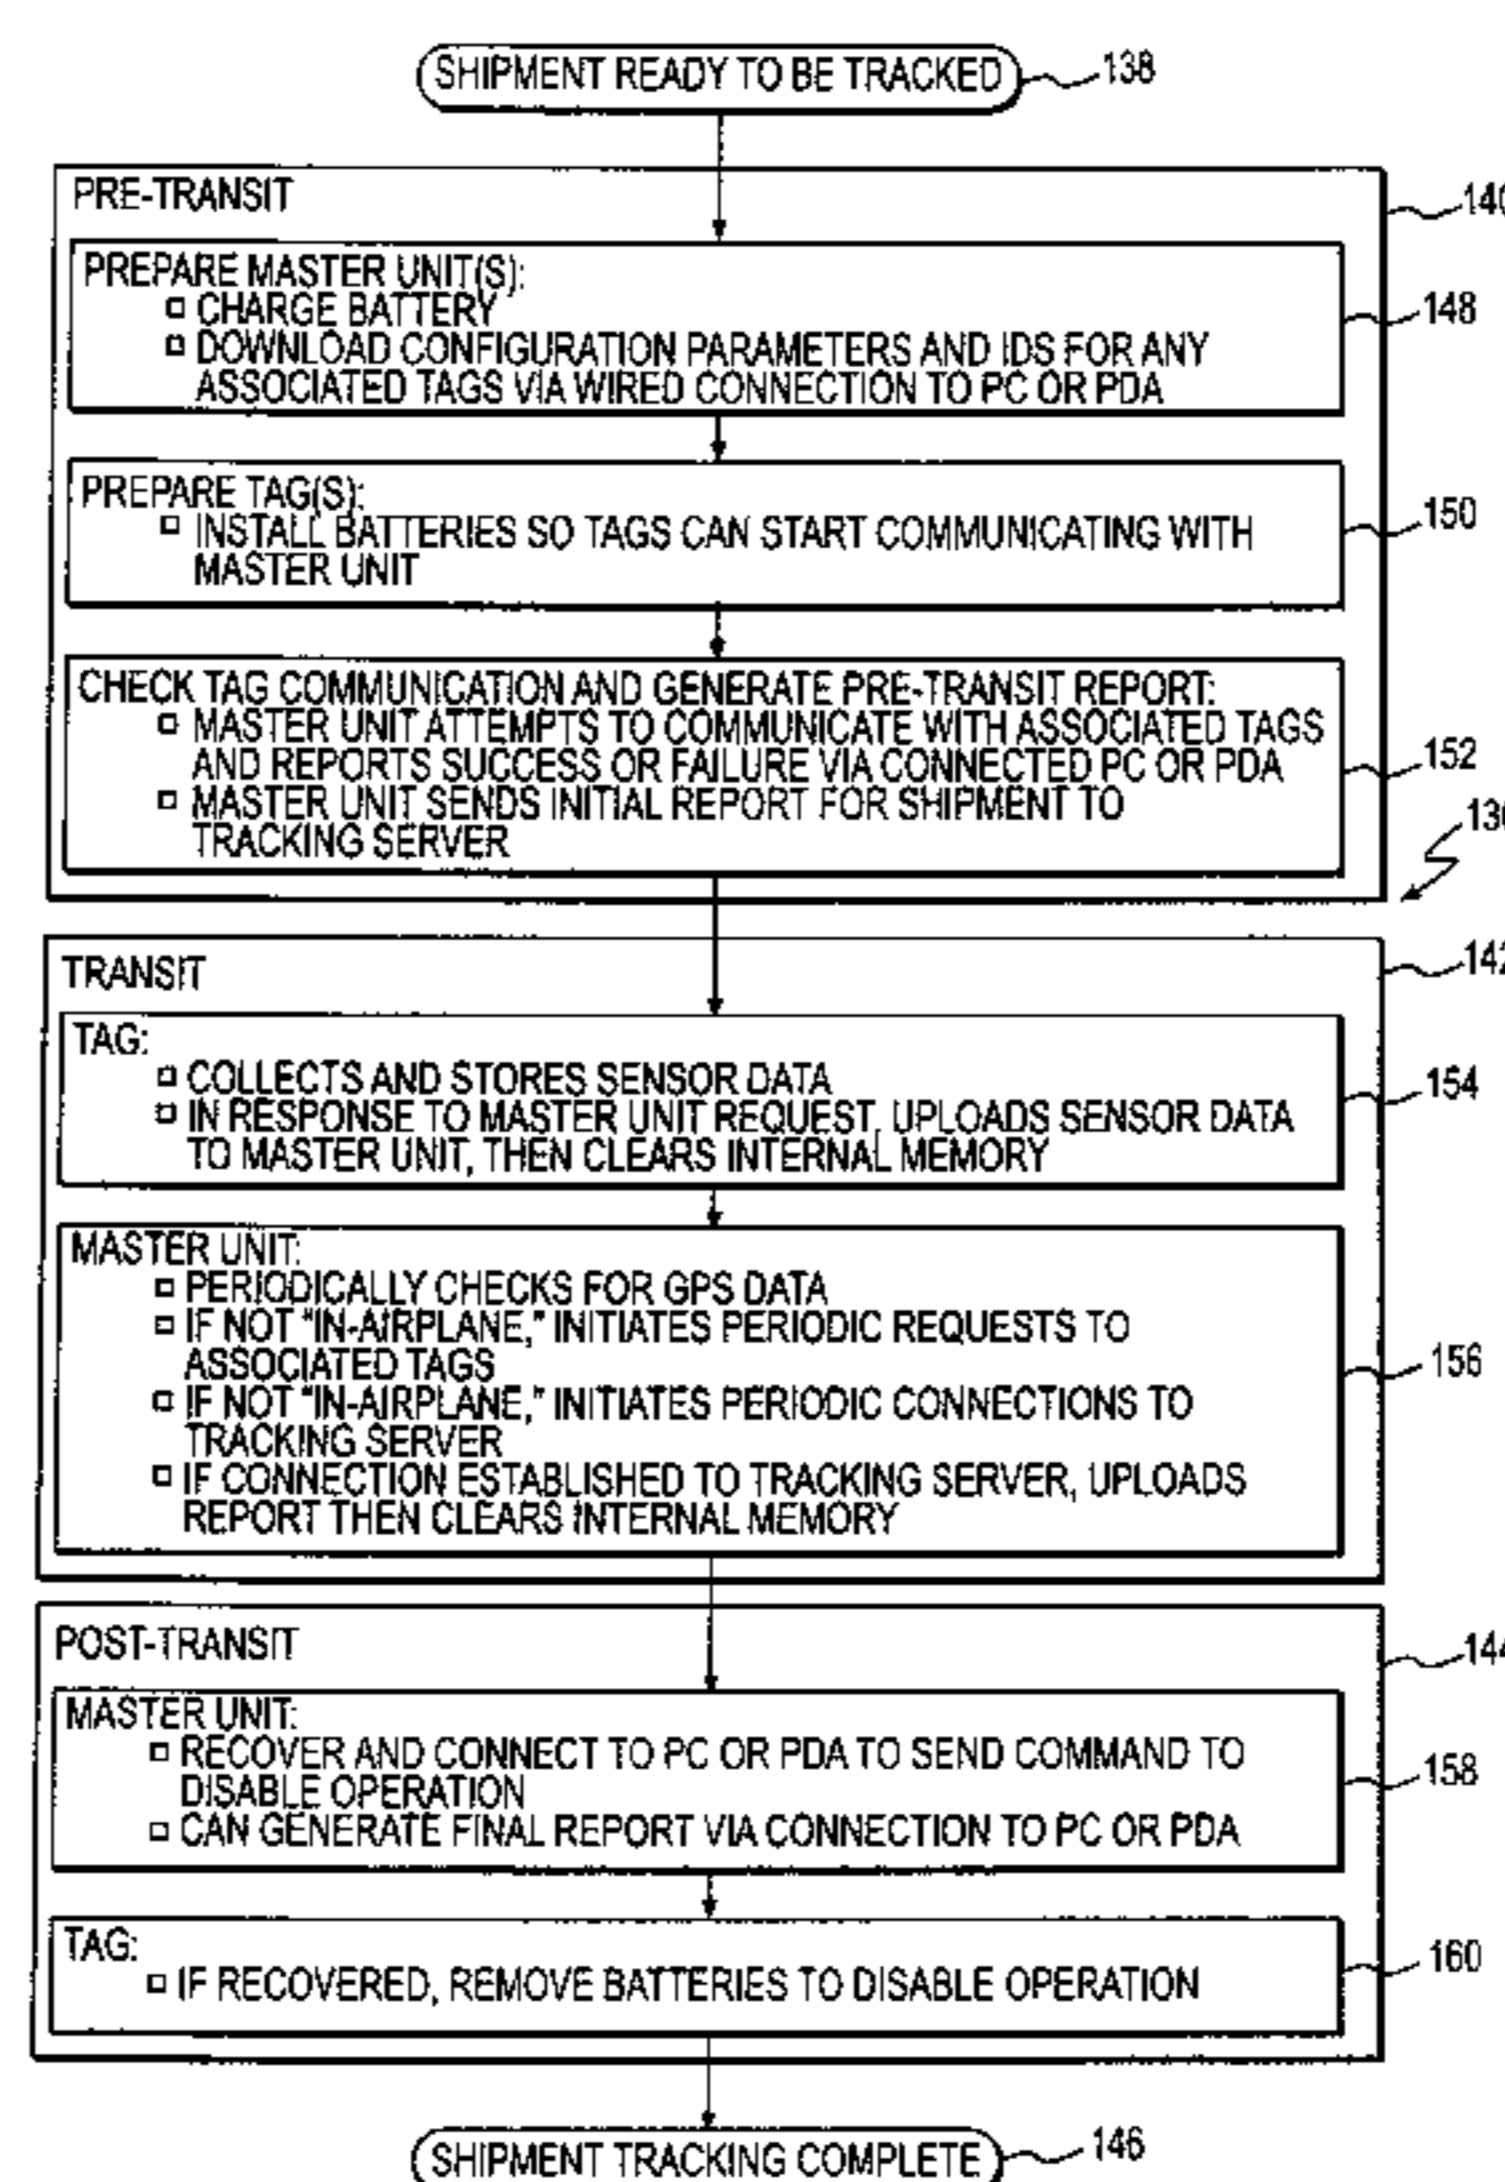 SHIPMENT READY TO BE TRACKED
138
PRE-TRANSIT
140
PREPARE MASTER UNIT(S):
CHARGE BATTERY
DOWNLOAD CONFIGURATION PARAMETERS AND IDS FOR ANY
ASSOCIATED TAGS VIA WIRED CONNECTION TO PC OR PDA
148
PREPARE TAG(S):
INSTALL BATTERIES SO TAGS CAN START COMMUNICATING WITH
MASTER UNIT
150
CHECK TAG COMMUNICATION AND GENERATE PRE-TRANSIT REPORT:
MASTER UNIT ATTEMPTS TO COMMUNICATE WITH ASSOCIATED TAGS
AND REPORTS SUCCESS OR FAILURE VIA CONNECTED PC OR PDA
MASTER UNIT SENDS INITIAL REPORT FOR SHIPMENT TO
TRACKING SERVER
152
TRANSIT
142
TAG:
COLLECTS AND STORES SENSOR DATA
IN RESPONSE TO MASTER UNIT REQUEST, UPLOADS SENSOR DATA
TO MASTER UNIT, THEN CLEARS INTERNAL MEMORY
154
MASTER UNIT:
PERIODICALLY CHECKS FOR GPS DATA
IF NOT "IN-AIRPLANE," INITIATES PERIODIC REQUESTS TO
ASSOCIATED TAGS
IF NOT "IN-AIRPLANE," INITIATES PERIODIC CONNECTIONS TO
TRACKING SERVER
IF CONNECTION ESTABLISHED TO TRACKING SERVER, UPLOADS
REPORT THEN CLEARS INTERNAL MEMORY
156
POST-TRANSIT
144
MASTER UNIT:
RECOVER AND CONNECT TO PC OR PDA TO SEND COMMAND TO
DISABLE OPERATION
CAN GENERATE FINAL REPORT VIA CONNECTION TO PC OR PDA
158
TAG:
IF RECOVERED, REMOVE BATTERIES TO DISABLE OPERATION
160
SHIPMENT TRACKING COMPLETE
146